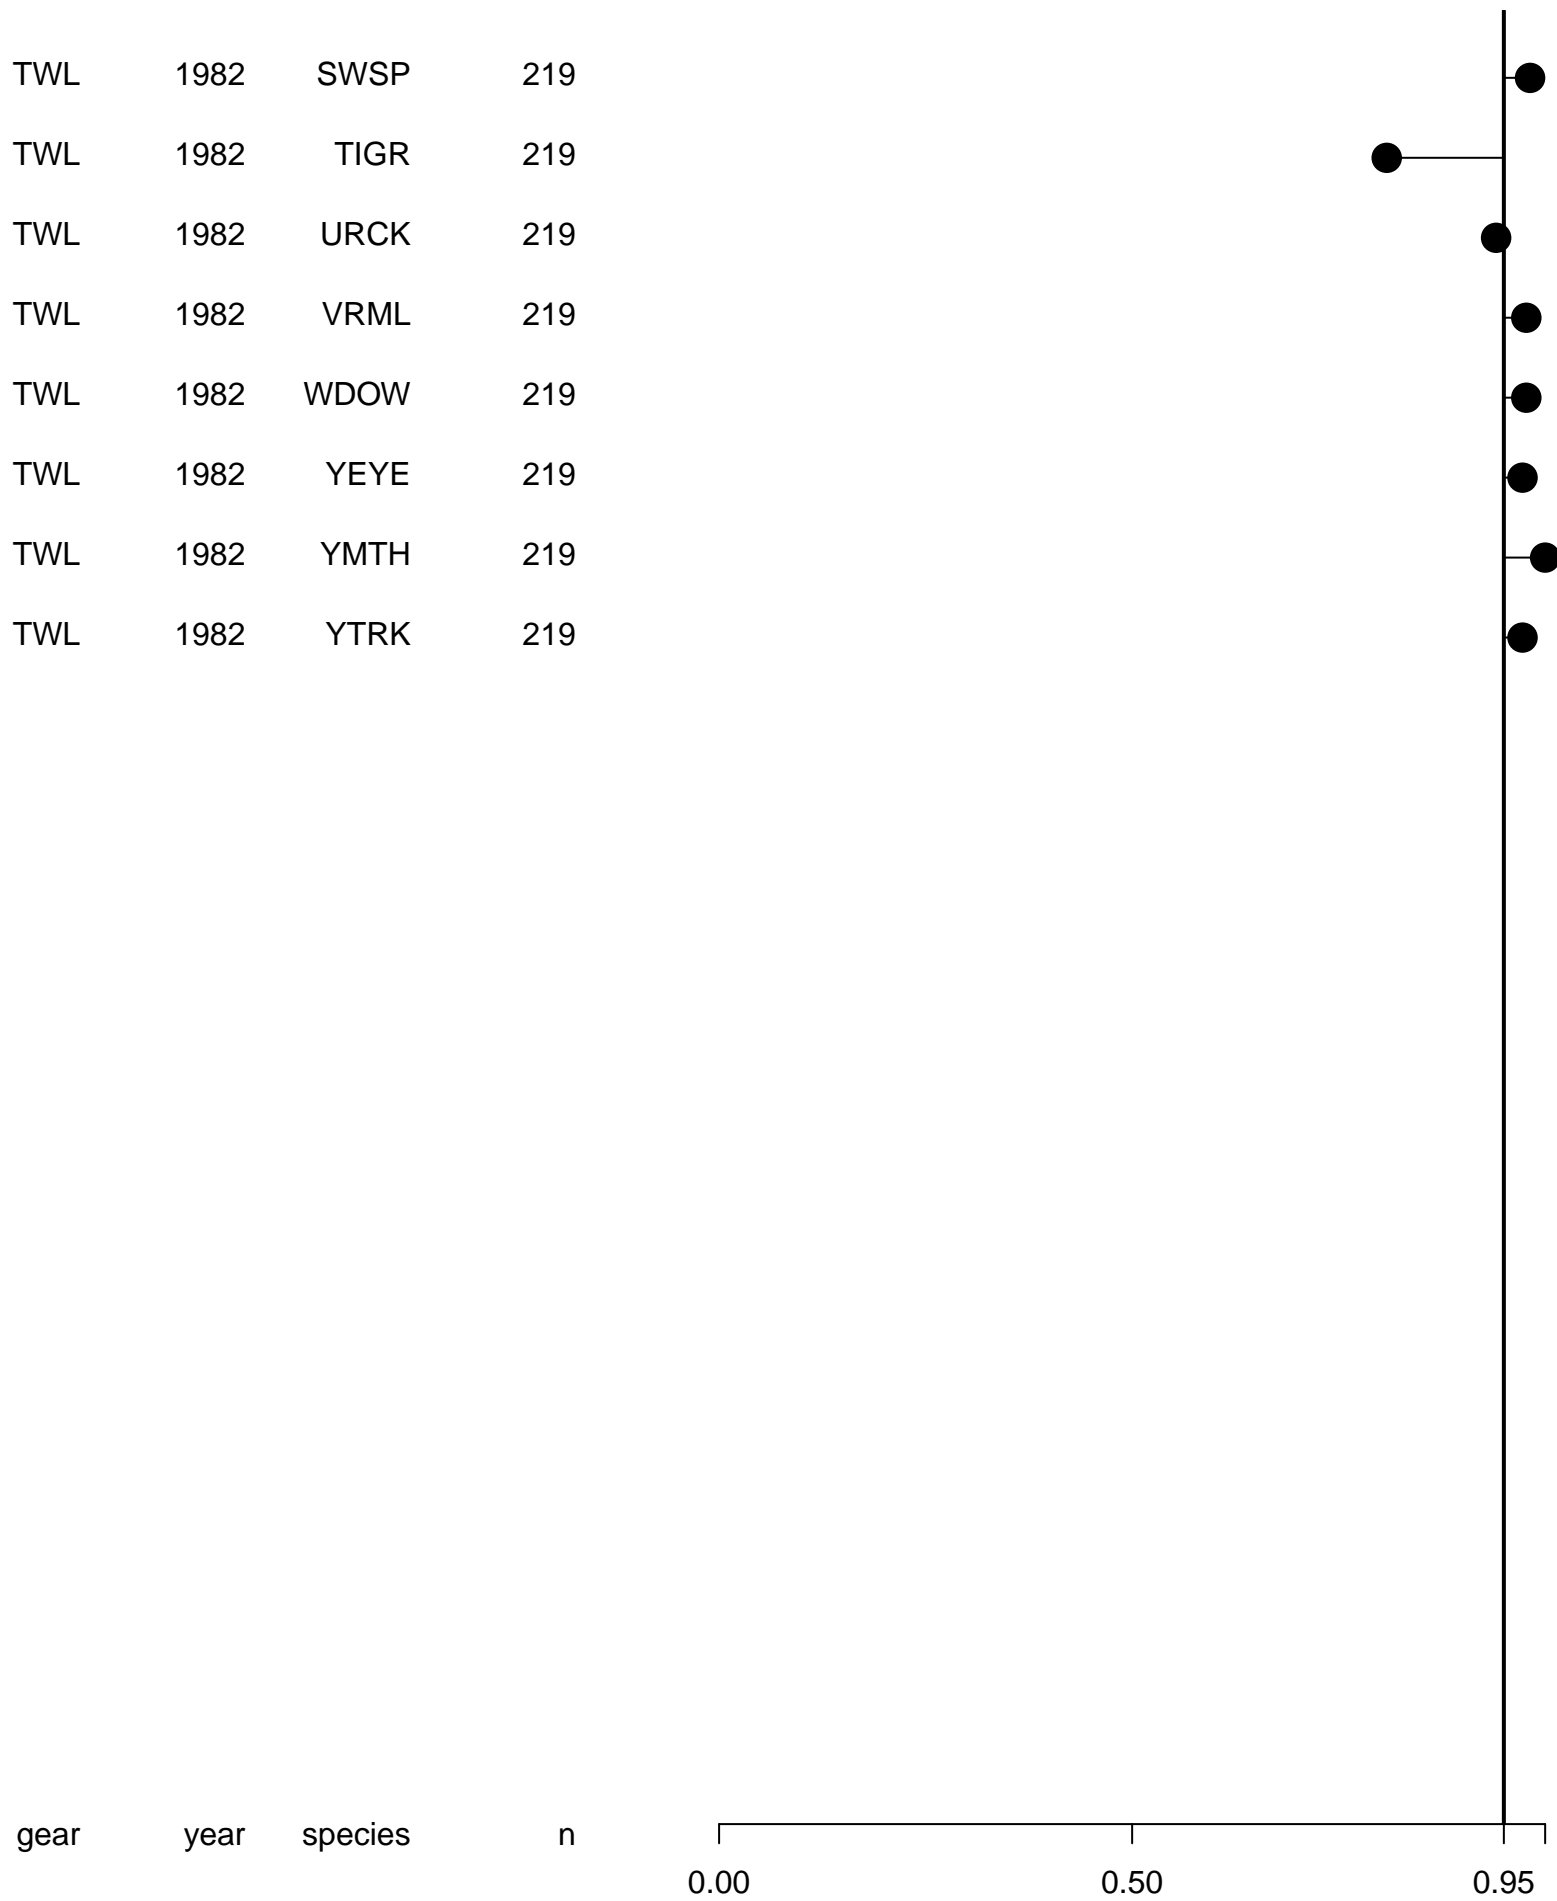 TWL 1982 SWSP 219
TWL 1982 TIGR 219
TWL 1982 URCK 219
TWL 1982 VRML 219
TWL 1982 WDOW 219
TWL 1982 YEYE 219
TWL 1982 YMTH 219
TWL 1982 YTRK 219
gear year species n
0.00 0.50 0.95